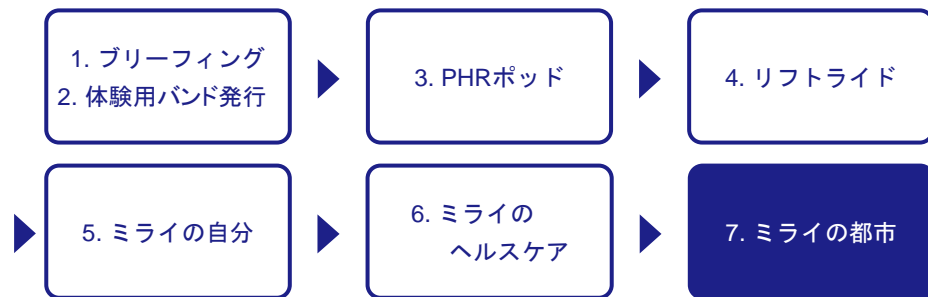 1. ブリーフィング
2. 体験用バンド発行
3. PHRポッド
4. リフトライド
5. ミライの自分
6. ミライの
ヘルスケア
7. ミライの都市